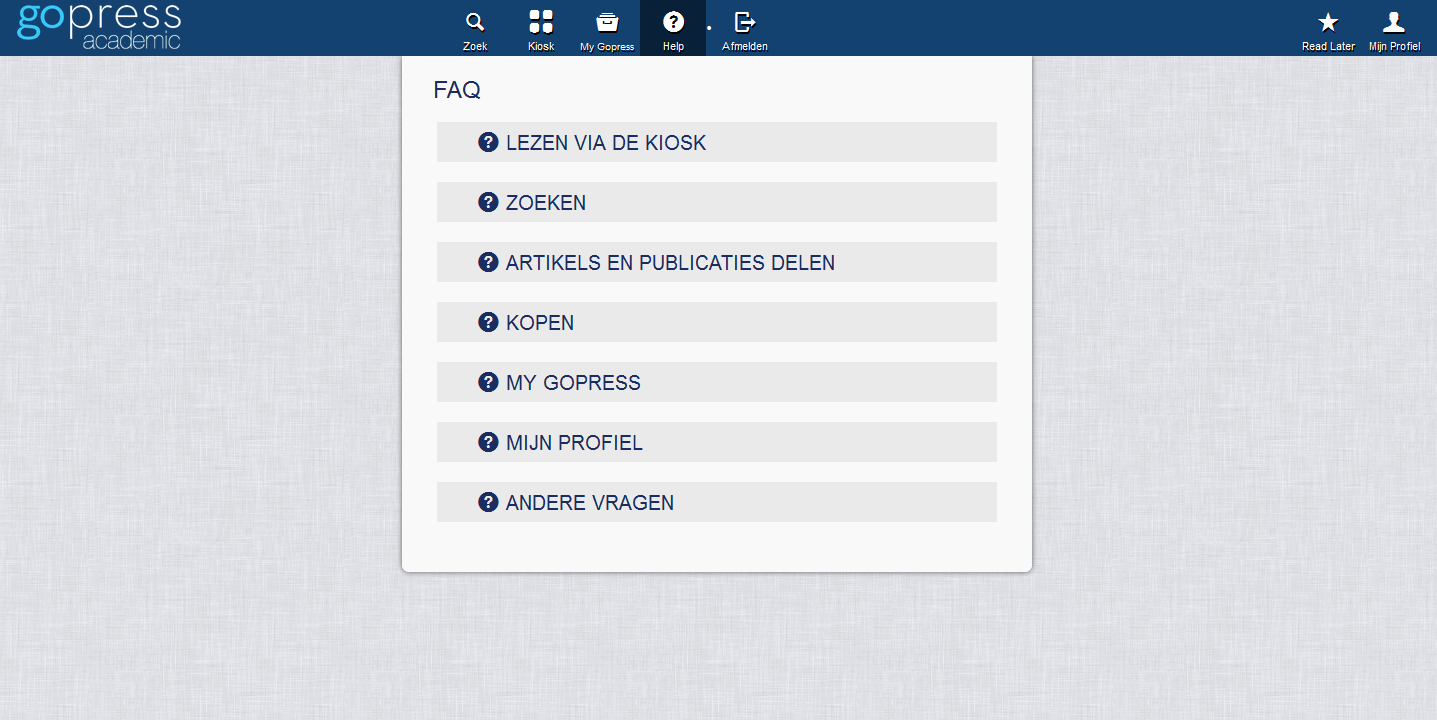 gopress
academic
Zoek
Kiosk
My Gopress
Help
Afmelden
Read Later
Mijn Profiel
FAQ
LEZEN VIA DE KIOSK
ZOEKEN
ARTIKELS EN PUBLICATIES DELEN
KOPEN
MY GOPRESS
MIJN PROFIEL
ANDERE VRAGEN